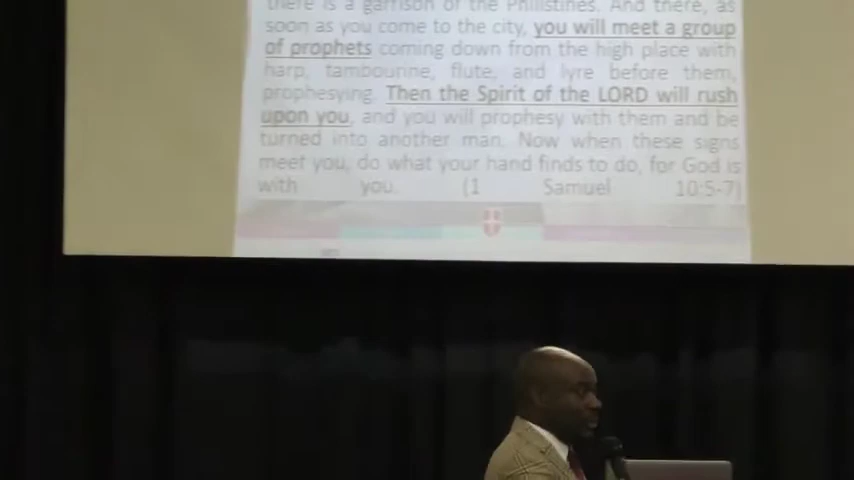 there is a garrison of the Philistines. And there, as
soon as you come to the city, you will meet a group
of prophets coming down from the high place with
harp, tambourine, flute, and lyre before them,
prophesying. Then the Spirit of the LORD will rush
upon you, and you will prophesy with them and be
turned into another man. Now when these signs
meet you, do what your hand finds to do, for God is
with you. (1 Samuel 10:5-7)